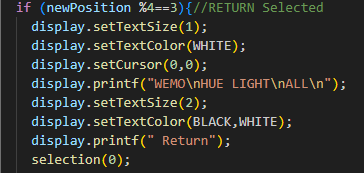 if (newPosition %4==3){//RETURN Selected
display.setTextSize(1);
display.setTextColor(WHITE);
display.setCursor(0,0);
display.printf("WEMO\nHUE LIGHT\nALL\n");
display.setTextSize(2);
display.setTextColor(BLACK,WHITE);
display.printf(" Return");
selection(0);